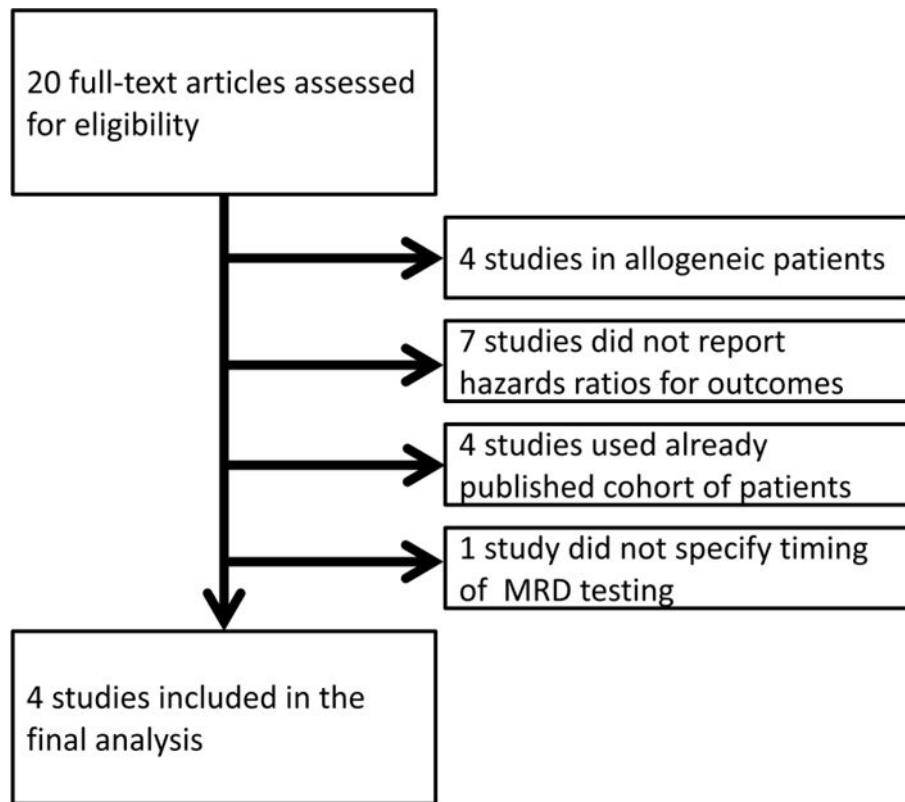 20 full-text articles assessed
for eligibility
4 studies in allogeneic patients
7 studies did not report
hazards ratios for outcomes
4 studies used already
published cohort of patients
1 study did not specify timing
of MRD testing
4 studies included in the
final analysis